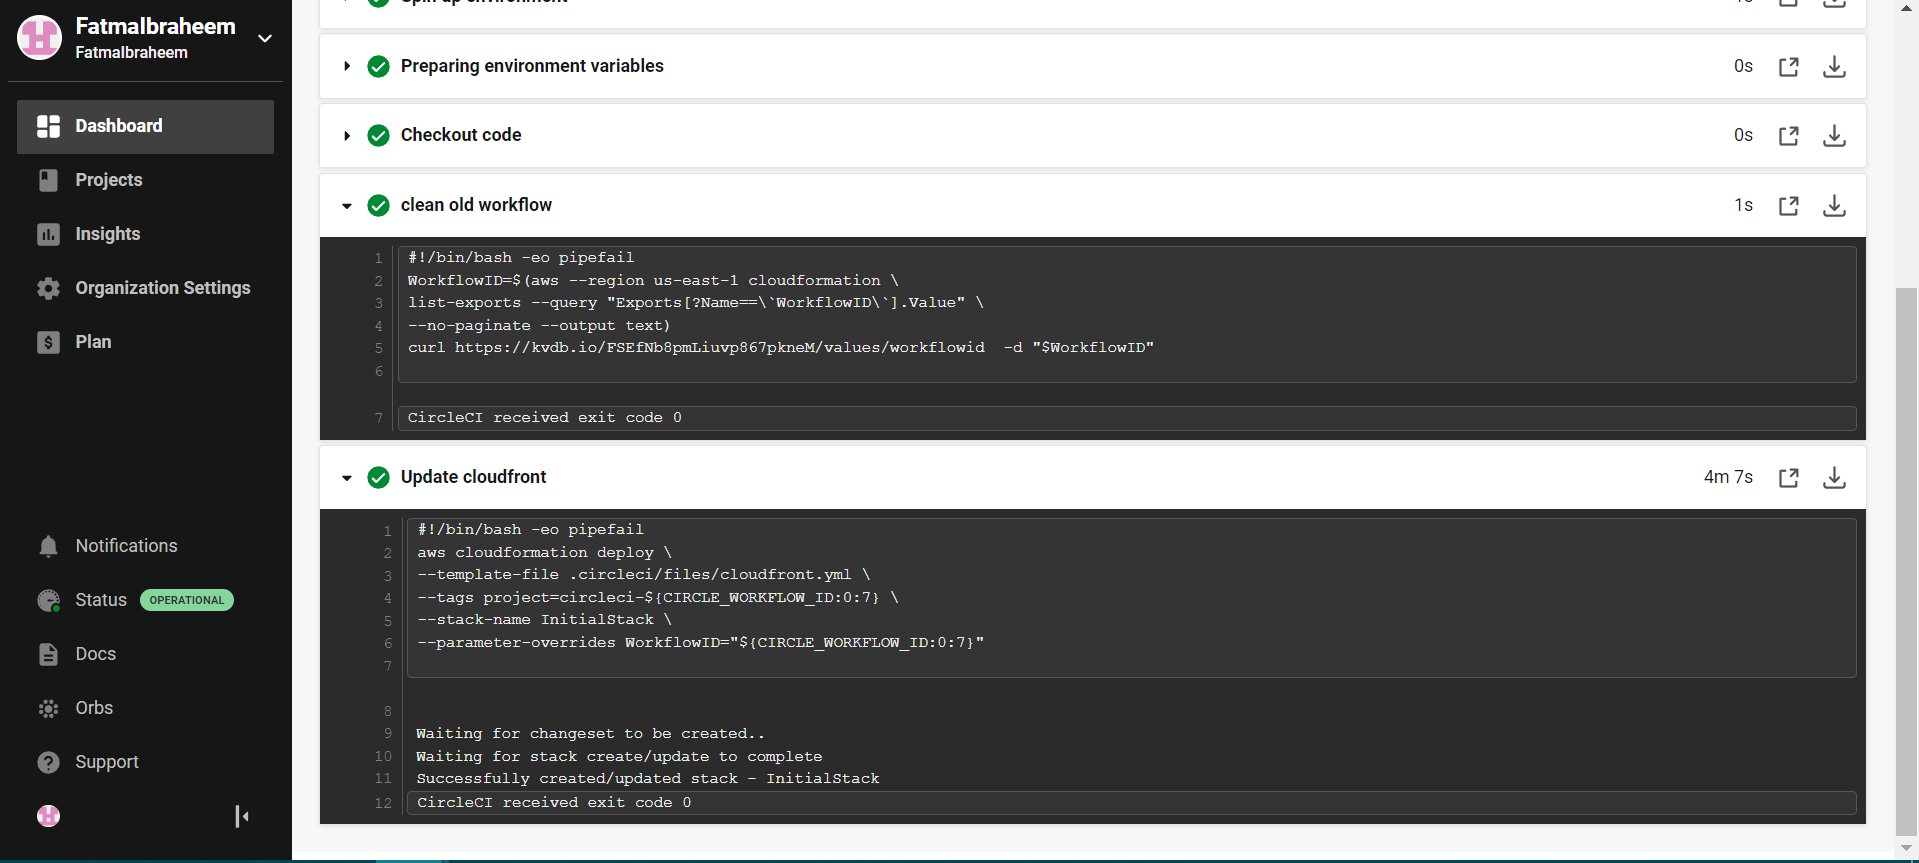 FatmaIbraheem
FatmaIbraheem
Dashboard
Projects
Insights
Organization Settings
Plan
Notifications
Status OPERATIONAL
Docs
Orbs
Support
Spin up environment
Preparing environment variables 0s
Checkout code 0s
clean old workflow 1s
1 #!/bin/bash -eo pipefail
2 WorkflowID=$(aws --region us-east-1 cloudformation \
3 list-exports --query "Exports[?Name==\`WorkflowID\`].Value" \
4 --no-paginate --output text)
5 curl https://kvdb.io/FSEfNb8pmLiuvp867pkneM/values/workflowid  -d "$WorkflowID"
6
7 CircleCI received exit code 0
Update cloudfront 4m 7s
1 #!/bin/bash -eo pipefail
2 aws cloudformation deploy \
3 --template-file .circleci/files/cloudfront.yml \
4 --tags project=circleci-${CIRCLE_WORKFLOW_ID:0:7} \
5 --stack-name InitialStack \
6 --parameter-overrides WorkflowID="${CIRCLE_WORKFLOW_ID:0:7}"
7
8
9 Waiting for changeset to be created..
10 Waiting for stack create/update to complete
11 Successfully created/updated stack - InitialStack
12 CircleCI received exit code 0